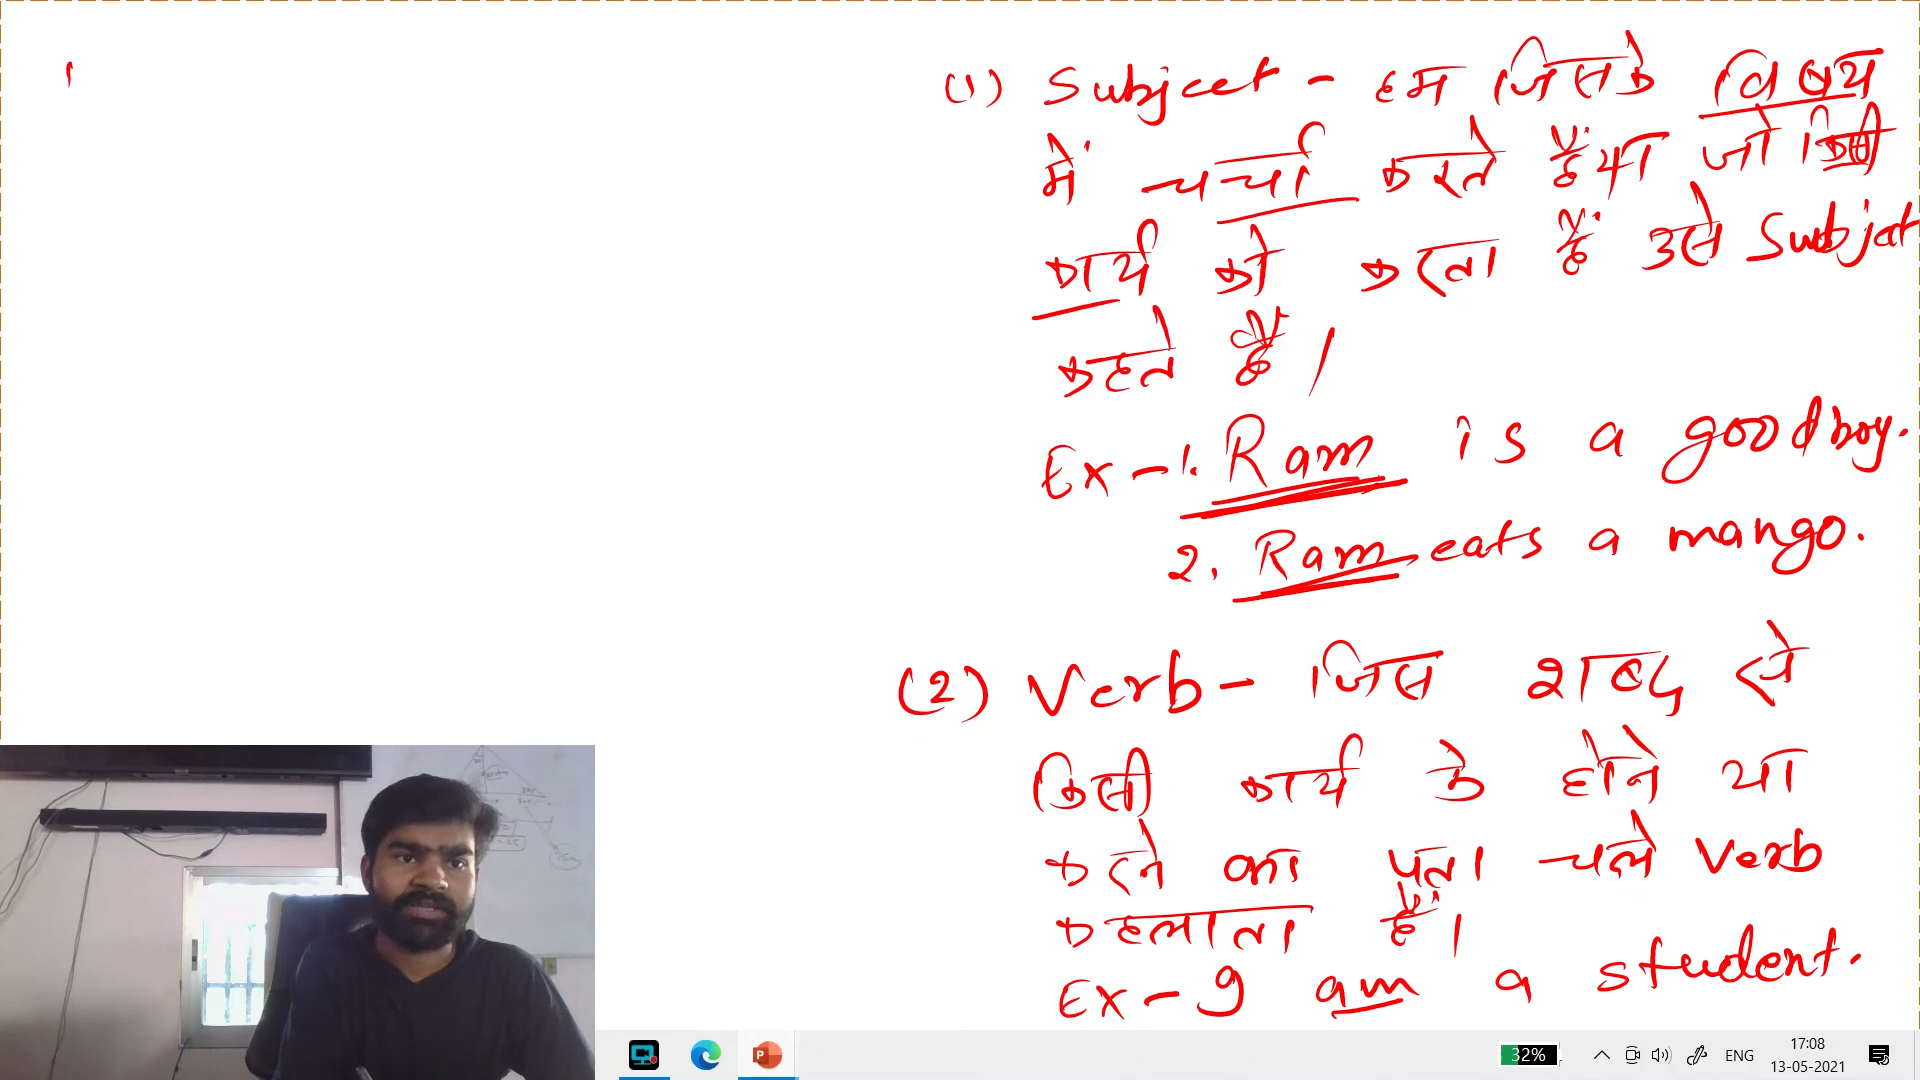 (1) Subject - हम जिसके विषय
में चर्चा करते हैं या जो किसी
कार्य को करता हैं उसे Subject
कहते हैं।
Ex-1. Ram is a good boy.
2. Ram eats a mango.
(2) Verb - जिस शब्द से
किसी कार्य के होने या
करने का पता चले Verb
कहलाता हैं।
Ex - I am a student.
32%
ENG
17:08
13-05-2021